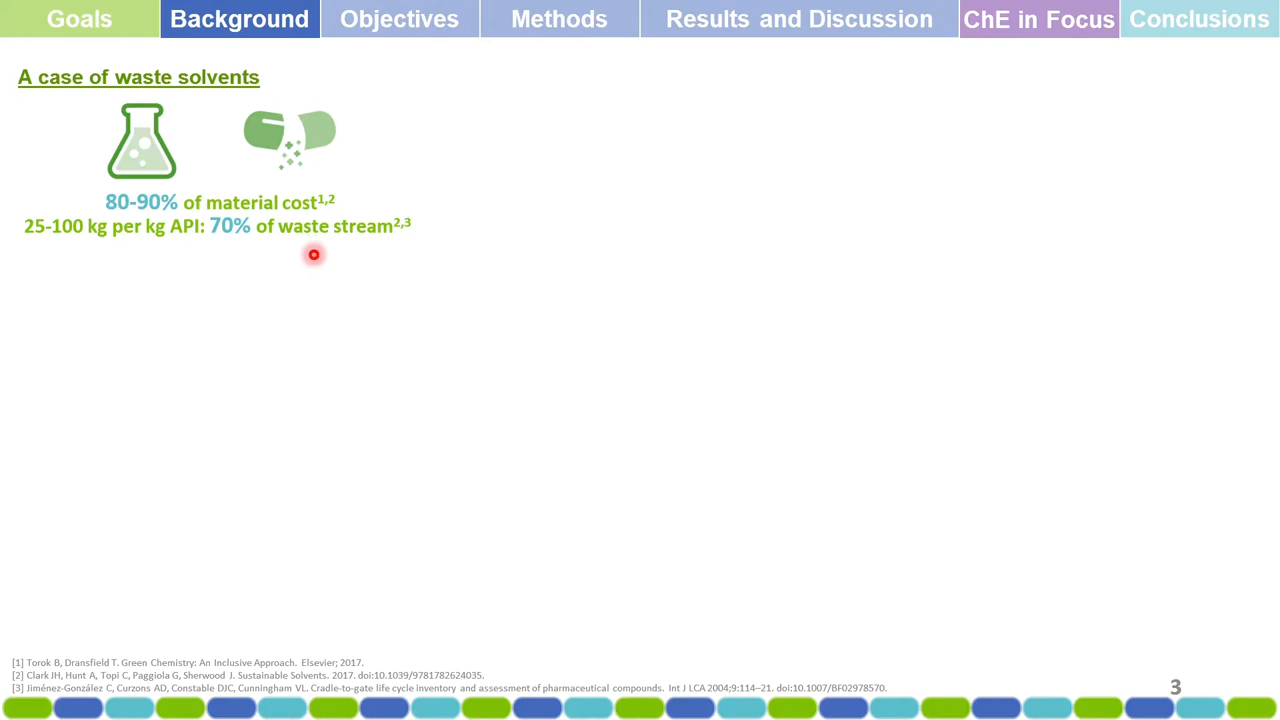 Goals Background Objectives Methods Results and Discussion ChE in Focus Conclusions
A case of waste solvents
80-90% of material cost1,2
25-100 kg per kg API: 70% of waste stream2,3
[1] Torok B, Dransfield T. Green Chemistry: An Inclusive Approach. Elsevier; 2017.
[2] Clark JH, Hunt A, Topi C, Paggiola G, Sherwood J. Sustainable Solvents. 2017. doi:10.1039/9781782624035.
[3] Jiménez-González C, Curzons AD, Constable DJC, Cunningham VL. Cradle-to-gate life cycle inventory and assessment of pharmaceutical compounds. Int J LCA 2004;9:114–21. doi:10.1007/BF02978570.
3